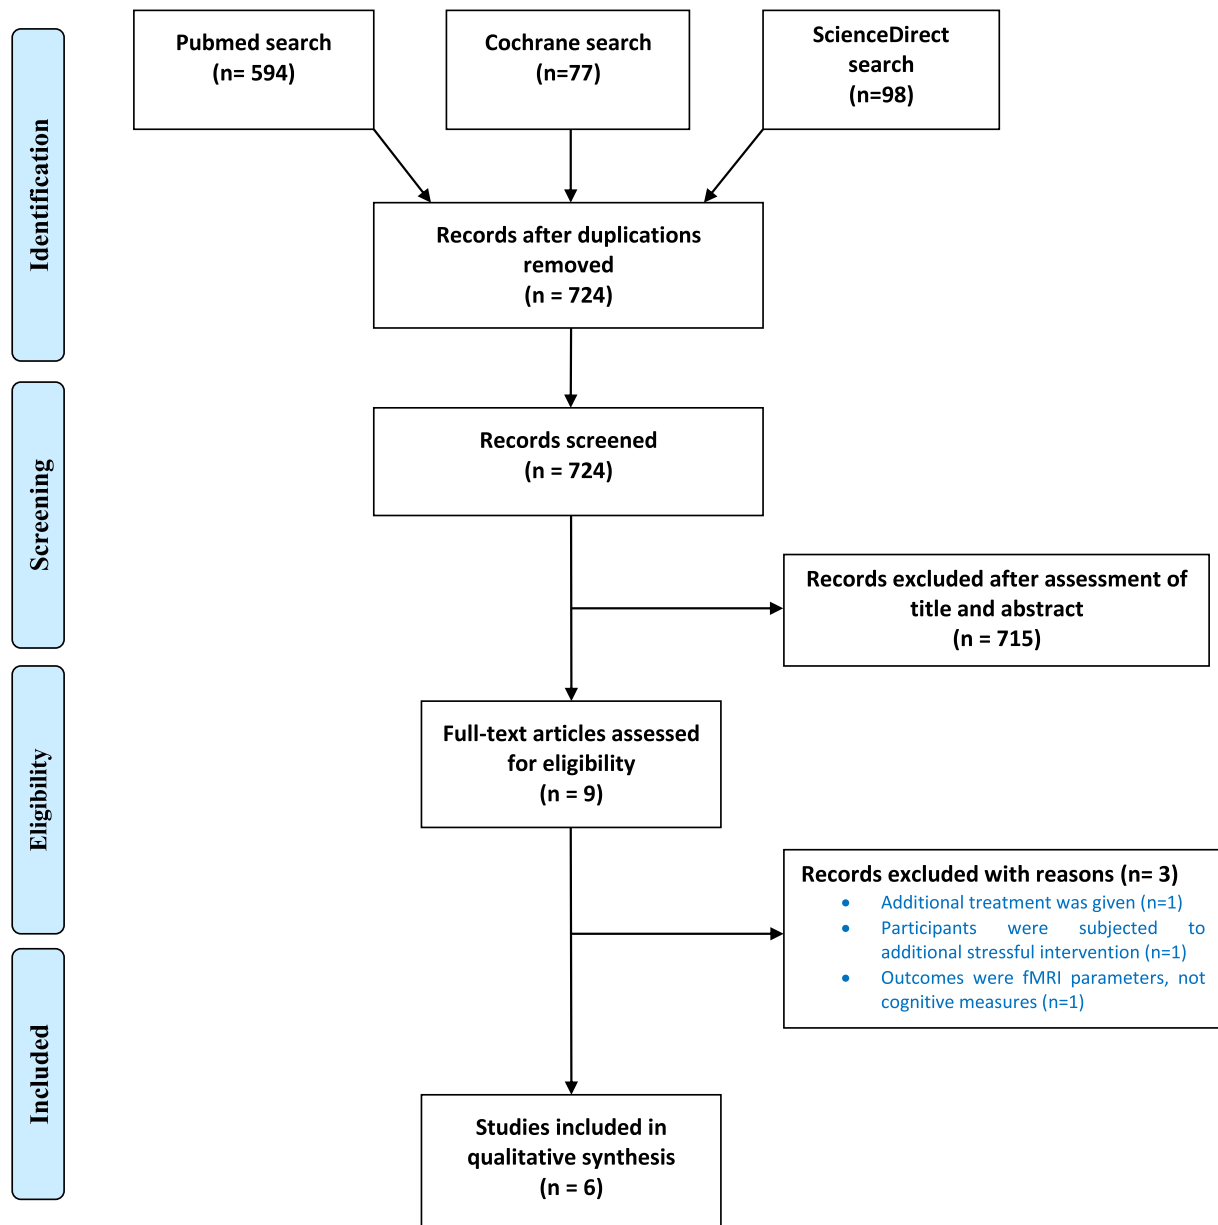 Identification
Pubmed search
(n= 594)
Cochrane search
(n=77)
ScienceDirect
search
(n=98)
Records after duplications
removed
(n = 724)
Screening
Records screened
(n = 724)
Records excluded after assessment of
title and abstract
(n = 715)
Eligibility
Full-text articles assessed
for eligibility
(n = 9)
Records excluded with reasons (n= 3)
• Additional treatment was given (n=1)
• Participants were subjected to
additional stressful intervention (n=1)
• Outcomes were fMRI parameters, not
cognitive measures (n=1)
Included
Studies included in
qualitative synthesis
(n = 6)